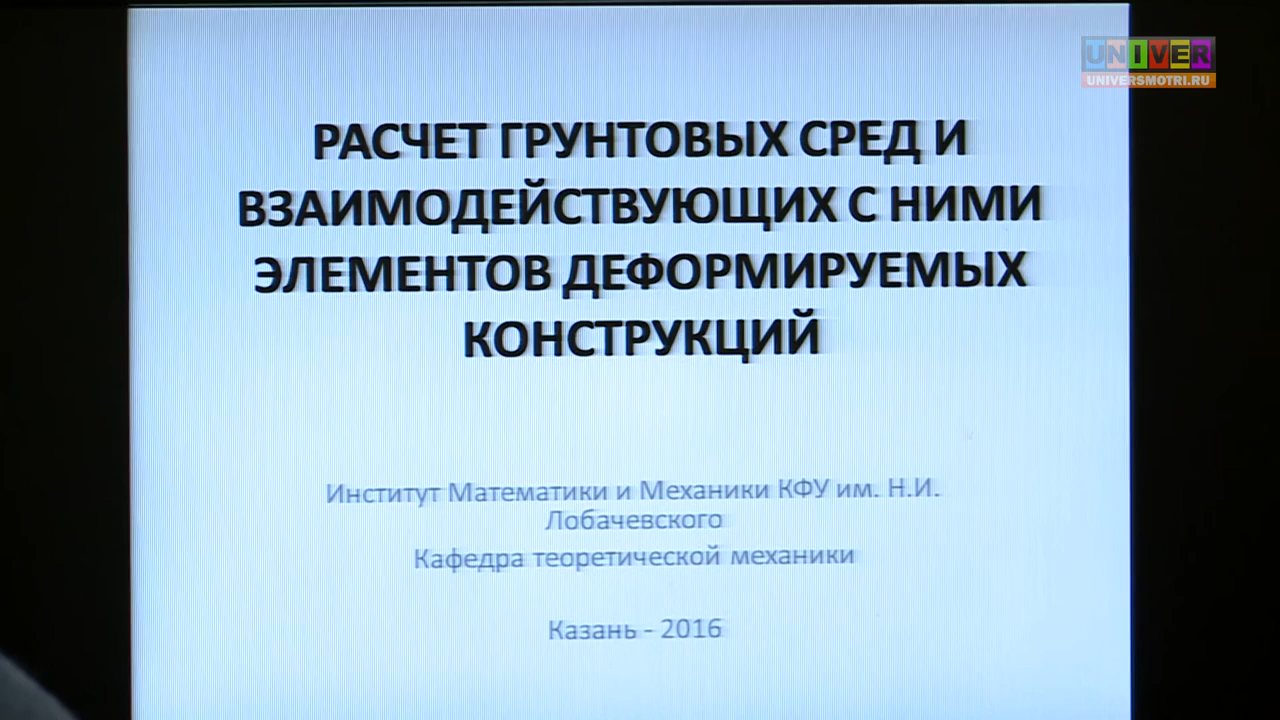 UNIVER
UNIVERSMOTRI.RU
РАСЧЕТ ГРУНТОВЫХ СРЕД И
ВЗАИМОДЕЙСТВУЮЩИХ С НИМИ
ЭЛЕМЕНТОВ ДЕФОРМИРУЕМЫХ
КОНСТРУКЦИЙ
Институт Математики и Механики КФУ им. Н.И.
Лобачевского
Кафедра теоретической механики
Казань - 2016